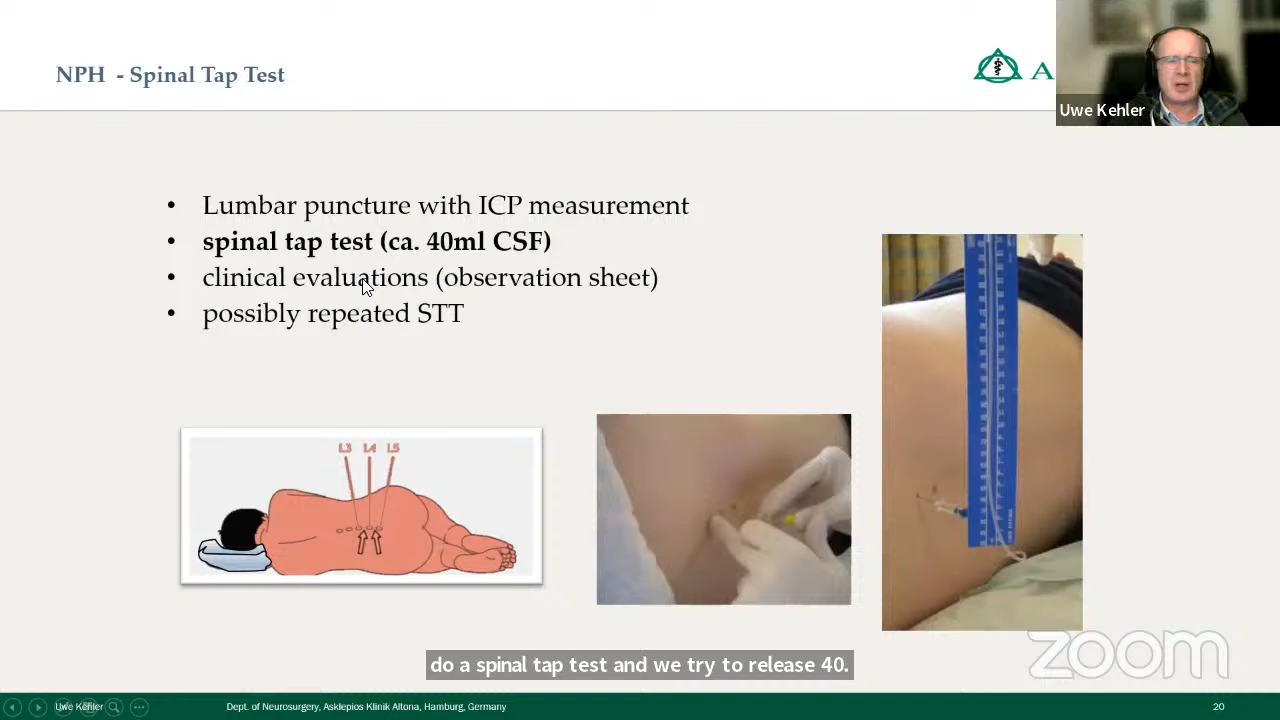 NPH - Spinal Tap Test
A
Uwe Kehler
• Lumbar puncture with ICP measurement
• spinal tap test (ca. 40ml CSF)
• clinical evaluations (observation sheet)
• possibly repeated STT
L3 L4 L5
do a spinal tap test and we try to release 40.
zoom
Uwe Kehler
Dept. of Neurosurgery, Asklepios Klinik Altona, Hamburg, Germany
20